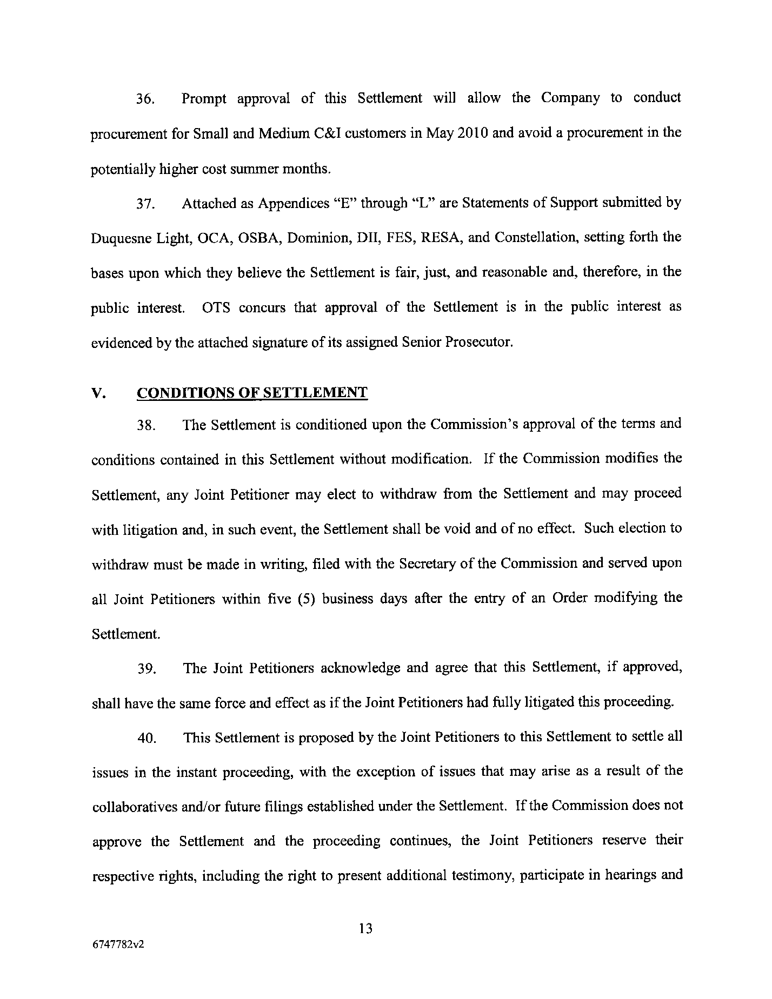 36. Prompt approval of this Settlement will allow the Company to conduct
procurement for Small and Medium C&I customers in May 2010 and avoid a procurement in the
potentially higher cost summer months.
37. Attached as Appendices “E” through “L” are Statements of Support submitted by
Duquesne Light, OCA, OSBA, Dominion, DII, FES, RESA, and Constellation, setting forth the
bases upon which they believe the Settlement is fair, just, and reasonable and, therefore, in the
public interest. OTS concurs that approval of the Settlement is in the public interest as
evidenced by the attached signature of its assigned Senior Prosecutor.
V. CONDITIONS OF SETTLEMENT
38. The Settlement is conditioned upon the Commission’s approval of the terms and
conditions contained in this Settlement without modification. If the Commission modifies the
Settlement, any Joint Petitioner may elect to withdraw from the Settlement and may proceed
with litigation and, in such event, the Settlement shall be void and of no effect. Such election to
withdraw must be made in writing, filed with the Secretary of the Commission and served upon
all Joint Petitioners within five (5) business days after the entry of an Order modifying the
Settlement.
39. The Joint Petitioners acknowledge and agree that this Settlement, if approved,
shall have the same force and effect as if the Joint Petitioners had fully litigated this proceeding.
40. This Settlement is proposed by the Joint Petitioners to this Settlement to settle all
issues in the instant proceeding, with the exception of issues that may arise as a result of the
collaboratives and/or future filings established under the Settlement. If the Commission does not
approve the Settlement and the proceeding continues, the Joint Petitioners reserve their
respective rights, including the right to present additional testimony, participate in hearings and
13
6747782v2